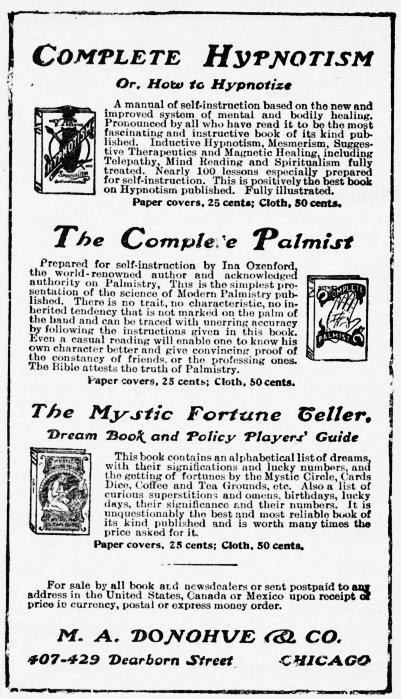 COMPLETE HYPNOTISM
Or, How to Hypnotize
A manual of self-instruction based on the new and
improved system of mental and bodily healing.
Pronounced by all who have read it to be the most
fascinating and instructive book of its kind pub-
lished. Inductive Hypnotism, Mesmerism, Sugges-
tive Therapeutics and Magnetic Healing, including
Telepathy, Mind Reading and Spiritualism fully
treated. Nearly 100 lessons especially prepared
for self-instruction. This is positively the best book
on Hypnotism published. Fully illustrated.
Paper covers, 25 cents; Cloth, 50 cents.
The Complete Palmist
Prepared for self-instruction by Ina Oxenford,
the world-renowned author and acknowledged
authority on Palmistry, This is the simplest pre-
sentation of the science of Modern Palmistry pub-
lished. There is no trait, no characteristic, no in-
herited tendency that is not marked on the palm of
the hand and can be traced with unerring accuracy
by following the instructions given in this book.
Even a casual reading will enable one to know his
own character better and give convincing proof of
the constancy of friends, or the professing ones.
The Bible attests the truth of Palmistry.
Paper covers, 25 cents; Cloth, 50 cents.
COMPLETE
PALMIST
The Mystic Fortune Teller,
Dream Book and Policy Players' Guide
This book contains an alphabetical list of dreams,
with their significations and lucky numbers, and
the getting of fortunes by the Mystic Circle, Cards
Dice, Coffee and Tea Grounds, etc. Also a list of
curious superstitions and omens, birthdays, lucky
days, their significance and their numbers. It is
unquestionably the best and most reliable book of
its kind published and is worth many times the
price asked for it.
Paper covers, 25 cents; Cloth, 50 cents.
For sale by all book and newsdealers or sent postpaid to any
address in the United States, Canada or Mexico upon receipt of
price in currency, postal or express money order.
M. A. DONOHUE & CO.
407-429 Dearborn Street CHICAGO